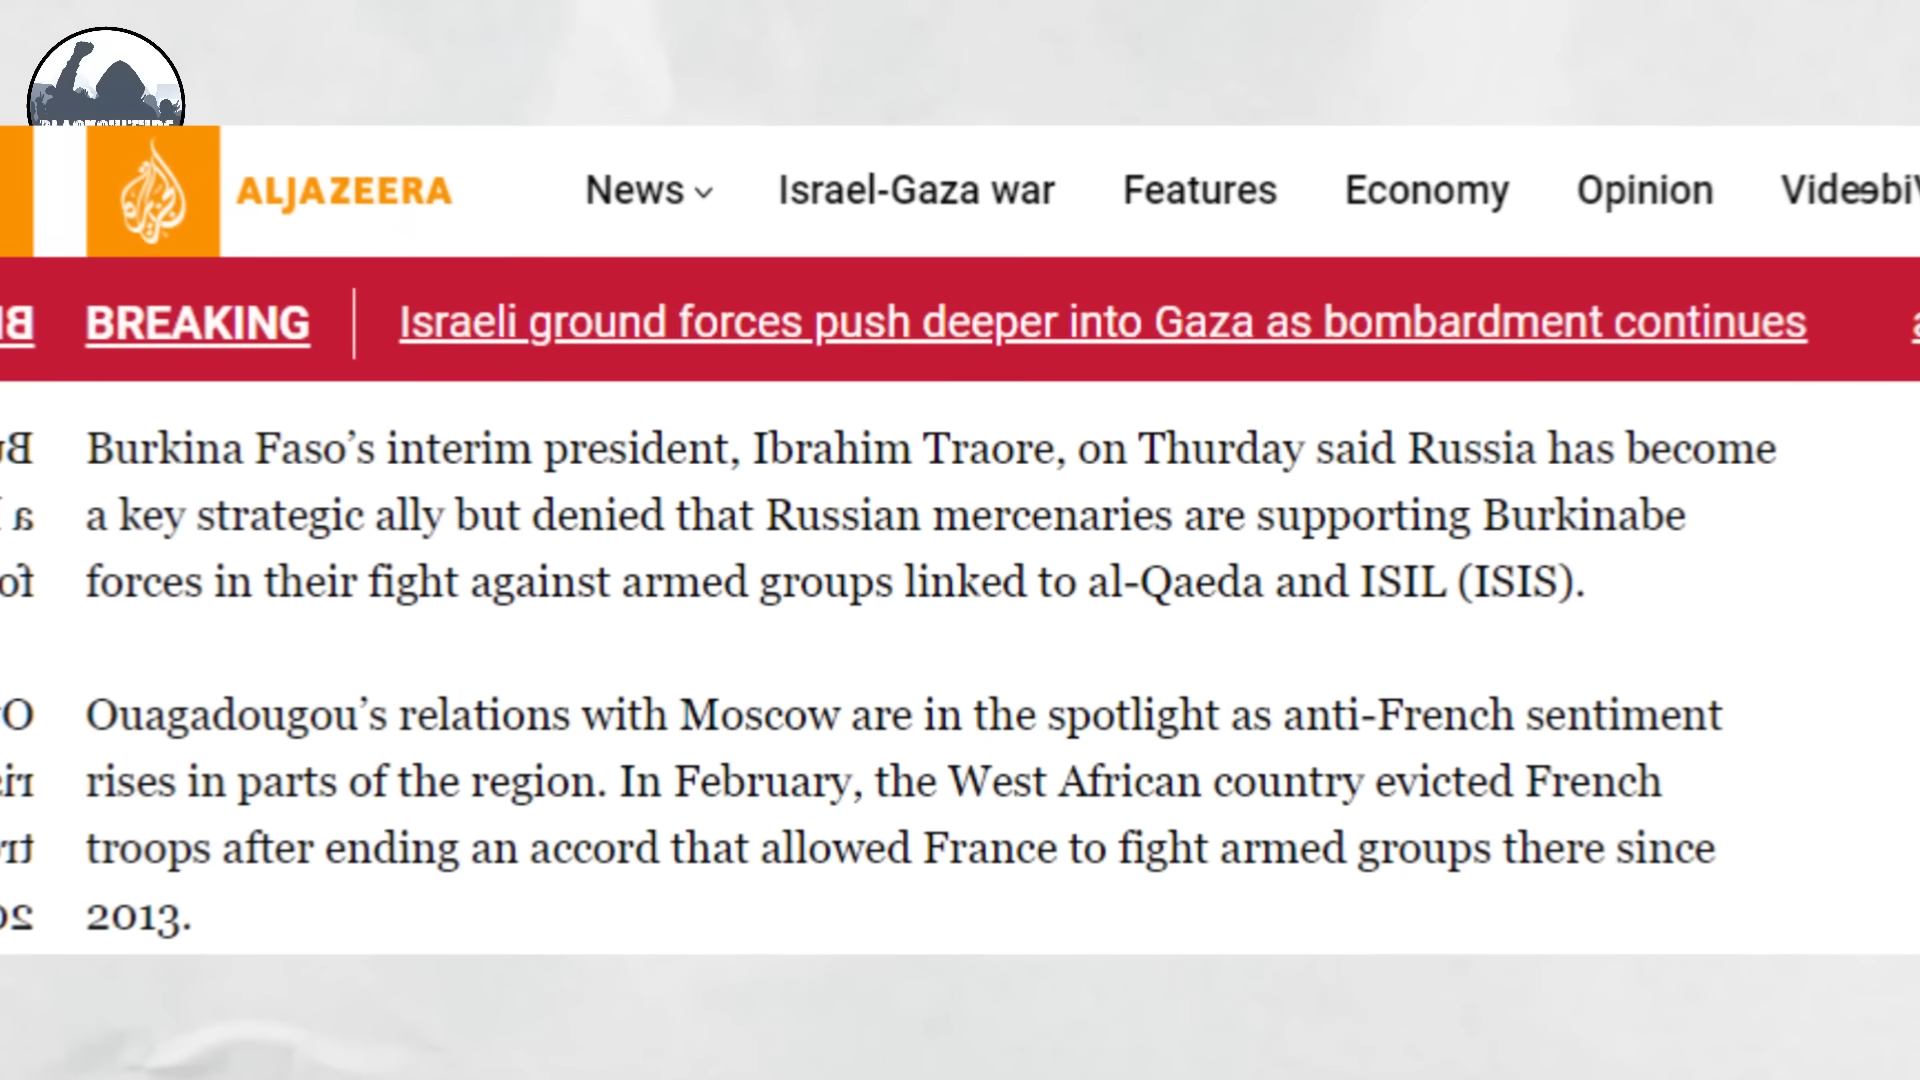 ALJAZEERA News Israel-Gaza war Features Economy Opinion
BREAKING Israeli ground forces push deeper into Gaza as bombardment continues
Burkina Faso’s interim president, Ibrahim Traore, on Thurday said Russia has become
a key strategic ally but denied that Russian mercenaries are supporting Burkinabe
forces in their fight against armed groups linked to al-Qaeda and ISIL (ISIS).
Ouagadougou’s relations with Moscow are in the spotlight as anti-French sentiment
rises in parts of the region. In February, the West African country evicted French
troops after ending an accord that allowed France to fight armed groups there since
2013.